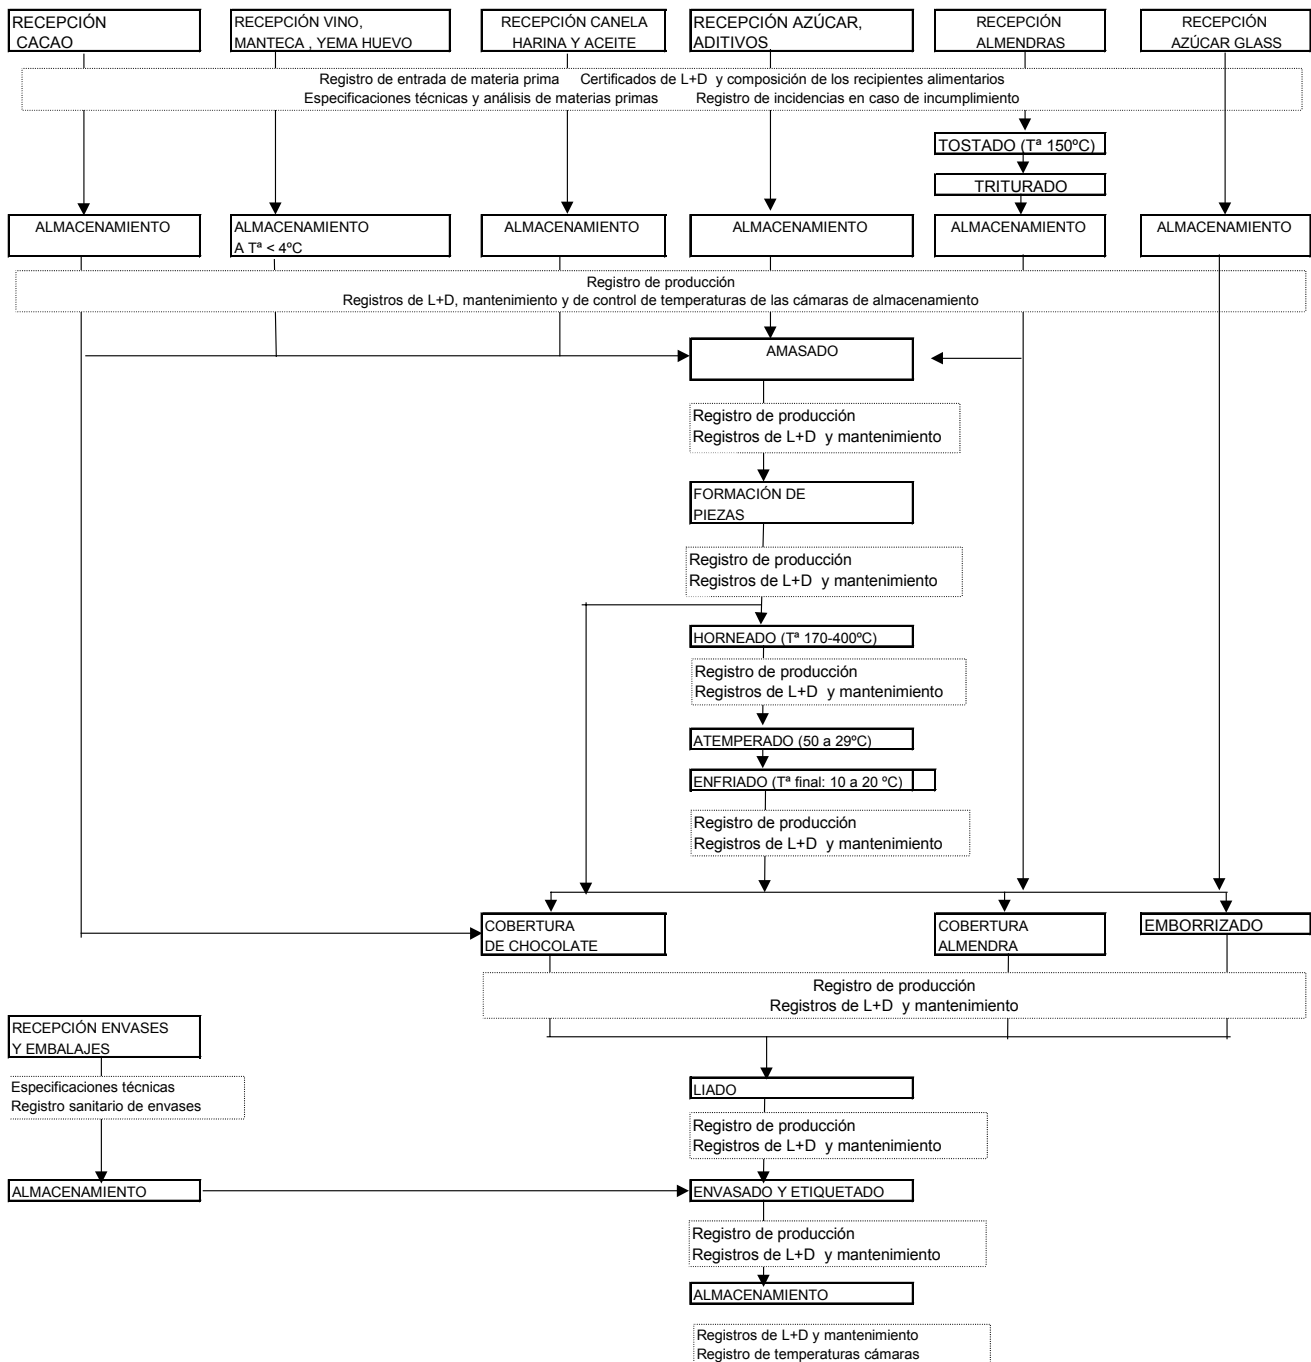 RECEPCIÓN
CACAO
RECEPCIÓN VINO,
MANTECA , YEMA HUEVO
RECEPCIÓN CANELA
HARINA Y ACEITE
RECEPCIÓN AZÚCAR,
ADITIVOS
RECEPCIÓN
ALMENDRAS
RECEPCIÓN
AZÚCAR GLASS
Registro de entrada de materia prima Certificados de L+D y composición de los recipientes alimentarios
Especificaciones técnicas y análisis de materias primas Registro de incidencias en caso de incumplimiento
TOSTADO (Tª 150ºC)
TRITURADO
ALMACENAMIENTO
ALMACENAMIENTO
A Tª < 4ºC
ALMACENAMIENTO
ALMACENAMIENTO
ALMACENAMIENTO
ALMACENAMIENTO
Registro de producción
Registros de L+D, mantenimiento y de control de temperaturas de las cámaras de almacenamiento
AMASADO
Registro de producción
Registros de L+D y mantenimiento
FORMACIÓN DE
PIEZAS
Registro de producción
Registros de L+D y mantenimiento
HORNEADO (Tª 170-400ºC)
Registro de producción
Registros de L+D y mantenimiento
ATEMPERADO (50 a 29ºC)
ENFRIADO (Tª final: 10 a 20 ºC)
Registro de producción
Registros de L+D y mantenimiento
COBERTURA
DE CHOCOLATE
COBERTURA
ALMENDRA
EMBORRIZADO
Registro de producción
Registros de L+D y mantenimiento
RECEPCIÓN ENVASES
Y EMBALAJES
Especificaciones técnicas
Registro sanitario de envases
LIADO
Registro de producción
Registros de L+D y mantenimiento
ALMACENAMIENTO
ENVASADO Y ETIQUETADO
Registro de producción
Registros de L+D y mantenimiento
ALMACENAMIENTO
Registros de L+D y mantenimiento
Registro de temperaturas cámaras